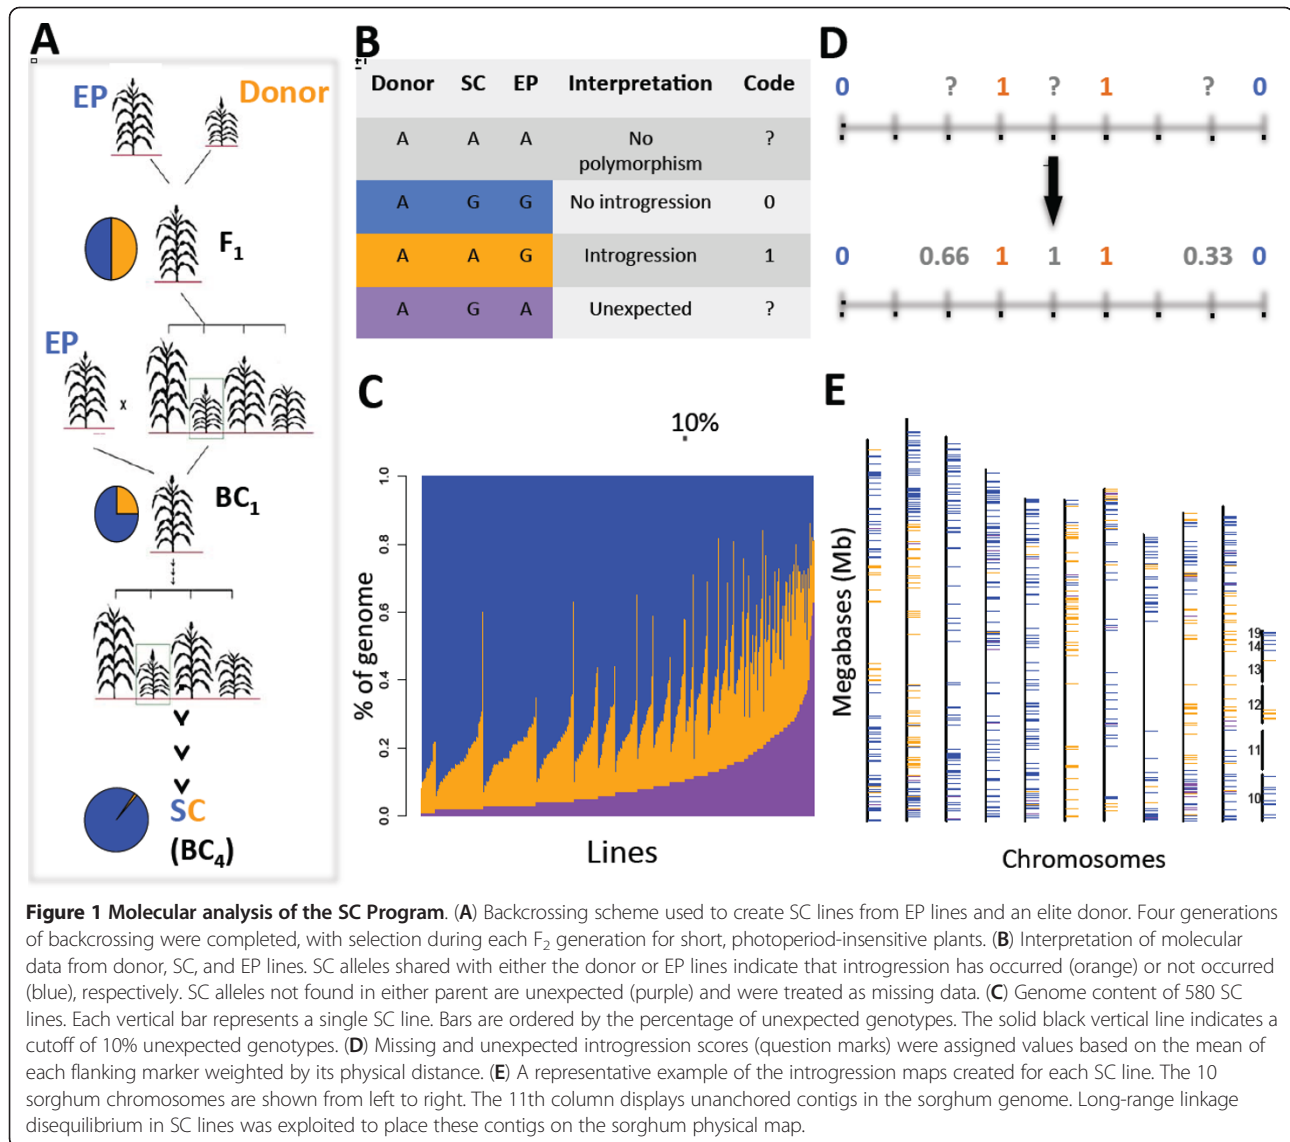 A
EP
Donor
F1
EP
x
BC1
SC
(BC4)
B
Donor SC EP Interpretation Code
A A A No polymorphism ?
A G G No introgression 0
A A G Introgression 1
A G A Unexpected ?
C
10%
% of genome
1.0
0.8
0.6
0.4
0.2
0.0
Lines
D
0 ? 1 ? 1 ? 0
0 0.66 1 1 1 0.33 0
E
Megabases (Mb)
19
14
13
12
11
10
Chromosomes
Figure 1 Molecular analysis of the SC Program. (A) Backcrossing scheme used to create SC lines from EP lines and an elite donor. Four generations
of backcrossing were completed, with selection during each F2 generation for short, photoperiod-insensitive plants. (B) Interpretation of molecular
data from donor, SC, and EP lines. SC alleles shared with either the donor or EP lines indicate that introgression has occurred (orange) or not occurred
(blue), respectively. SC alleles not found in either parent are unexpected (purple) and were treated as missing data. (C) Genome content of 580 SC
lines. Each vertical bar represents a single SC line. Bars are ordered by the percentage of unexpected genotypes. The solid black vertical line indicates a
cutoff of 10% unexpected genotypes. (D) Missing and unexpected introgression scores (question marks) were assigned values based on the mean of
each flanking marker weighted by its physical distance. (E) A representative example of the introgression maps created for each SC line. The 10
sorghum chromosomes are shown from left to right. The 11th column displays unanchored contigs in the sorghum genome. Long-range linkage
disequilibrium in SC lines was exploited to place these contigs on the sorghum physical map.